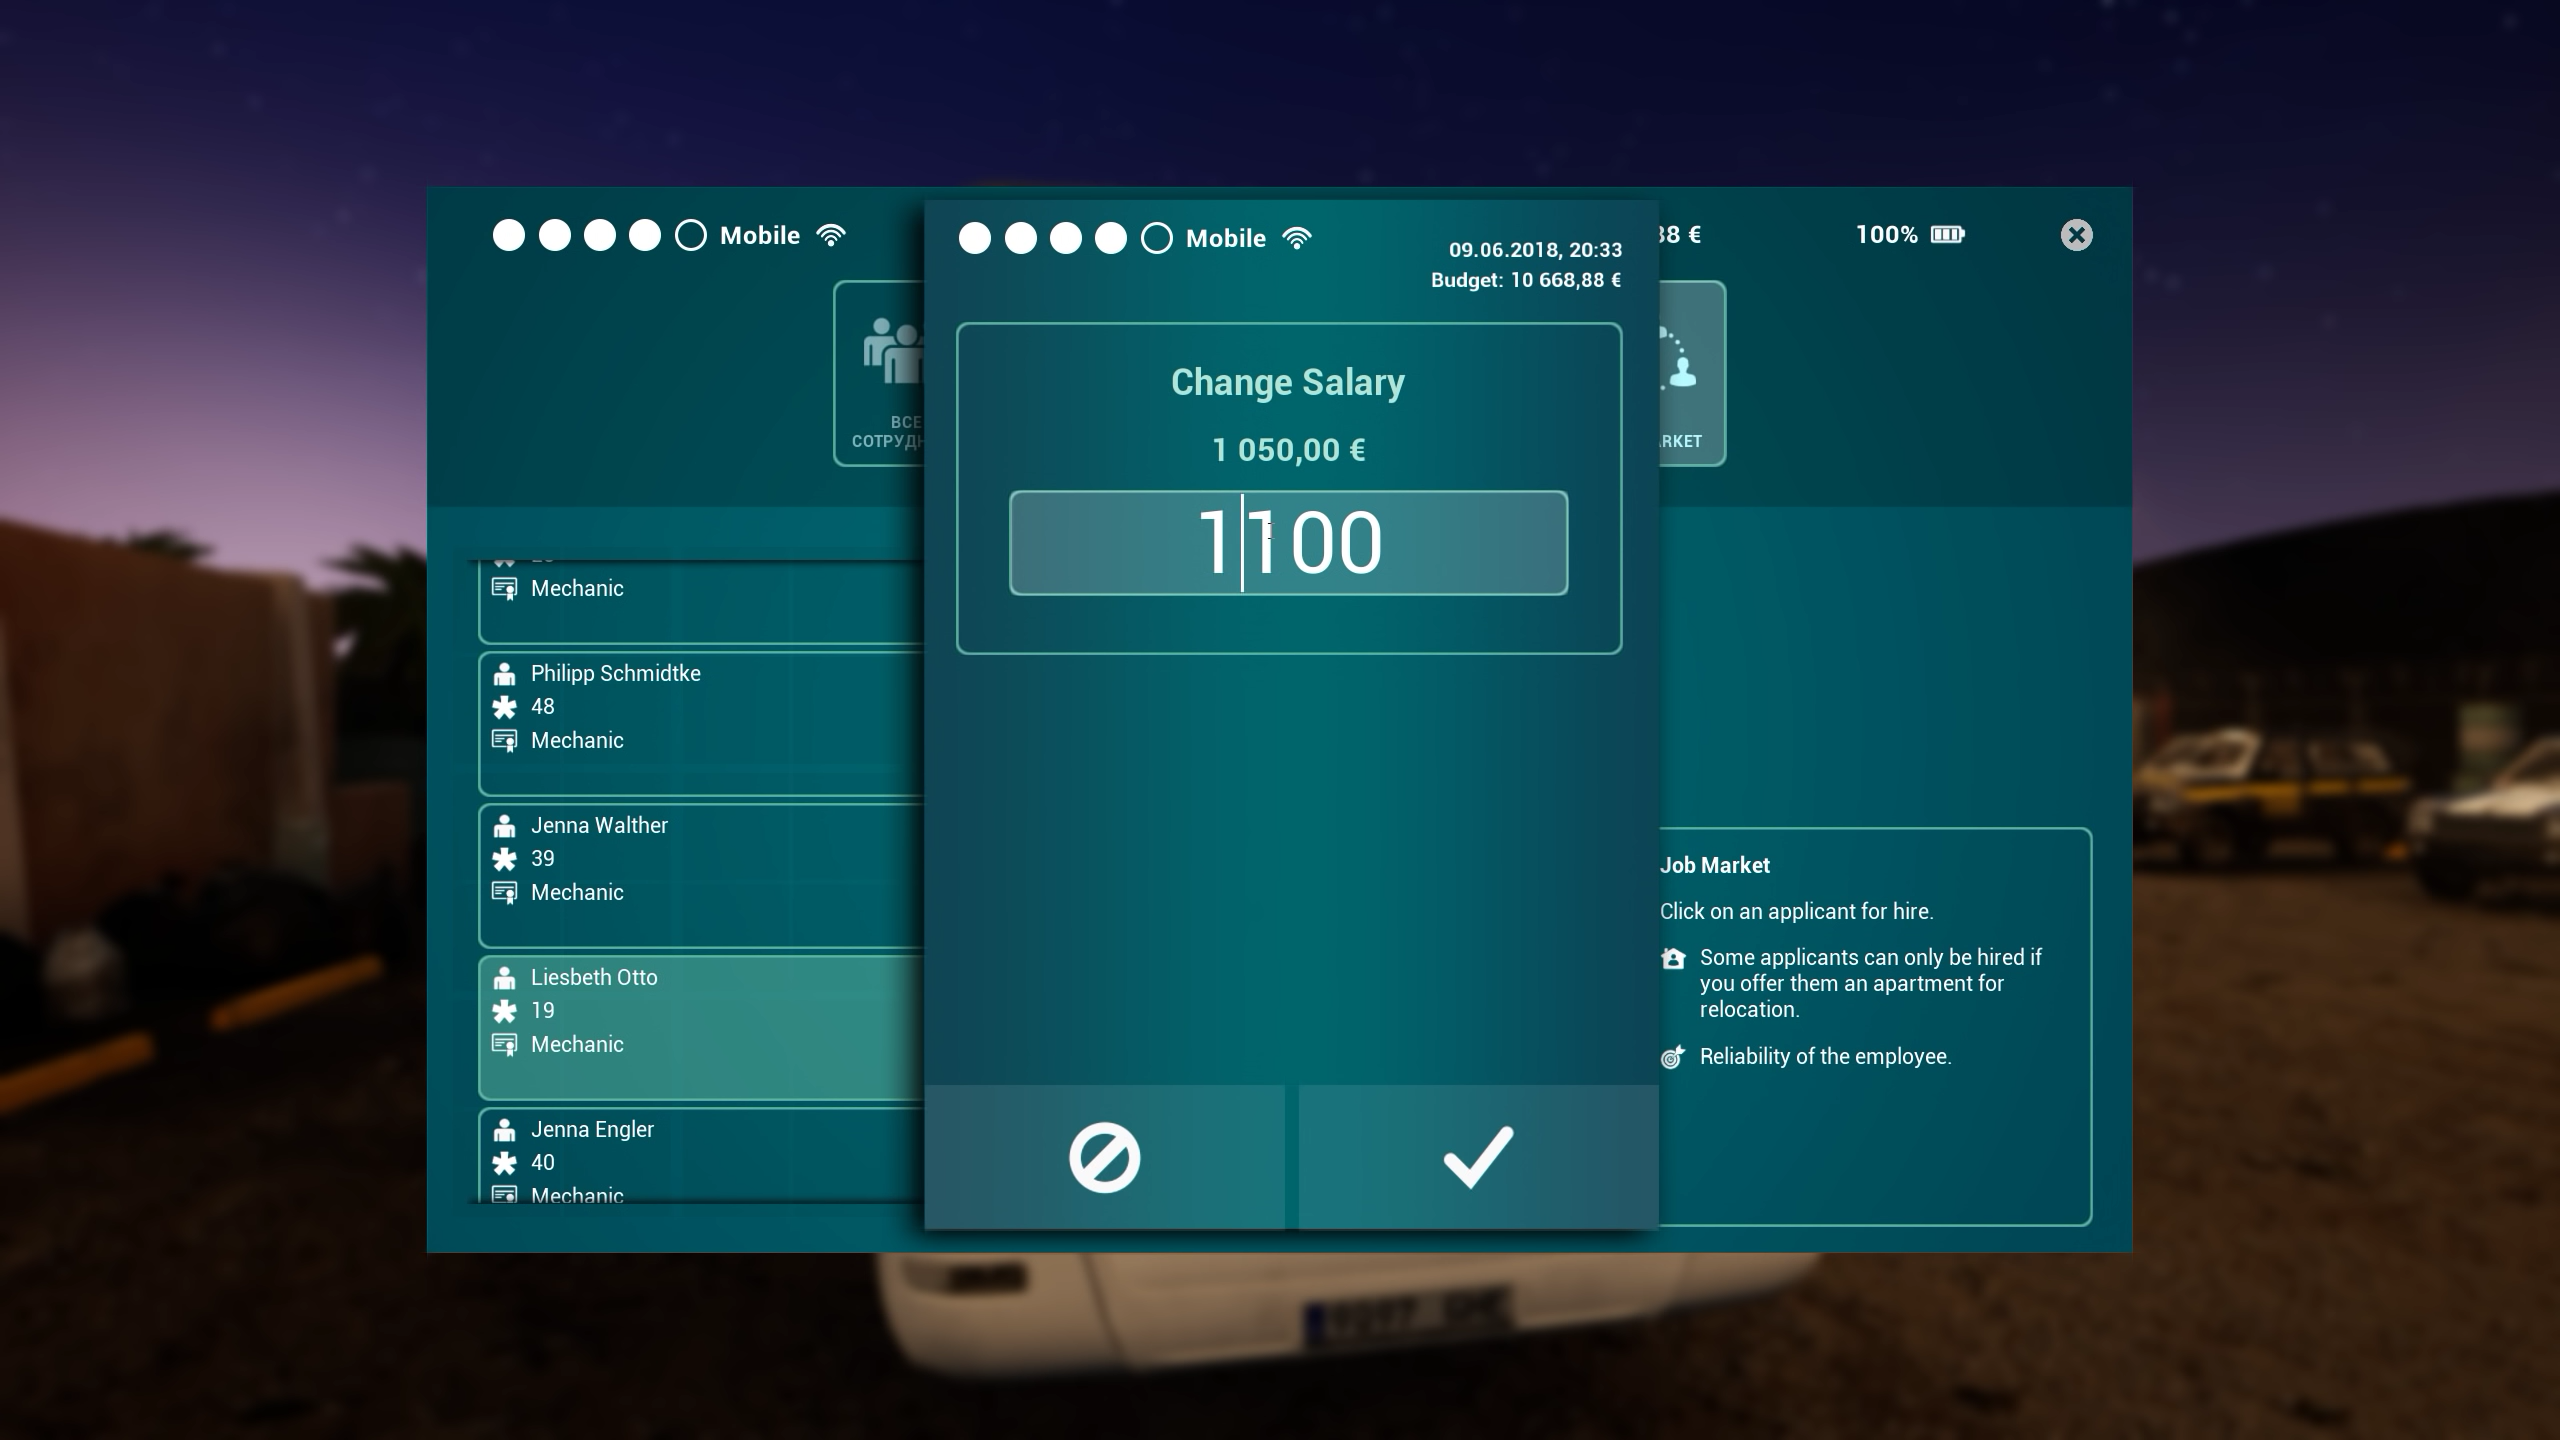 Mobile
38 €
100%
Mobile
09.06.2018, 20:33
Budget: 10 668,88 €
ВСЕ
Change Salary
1 050,00 €
1100
Mechanic
Philipp Schmidtke
48
Mechanic
Jenna Walther
39
Mechanic
Liesbeth Otto
19
Mechanic
Jenna Engler
40
Mechanic
Job Market
Click on an applicant for hire.
Some applicants can only be hired if
you offer them an apartment for
relocation.
Reliability of the employee.